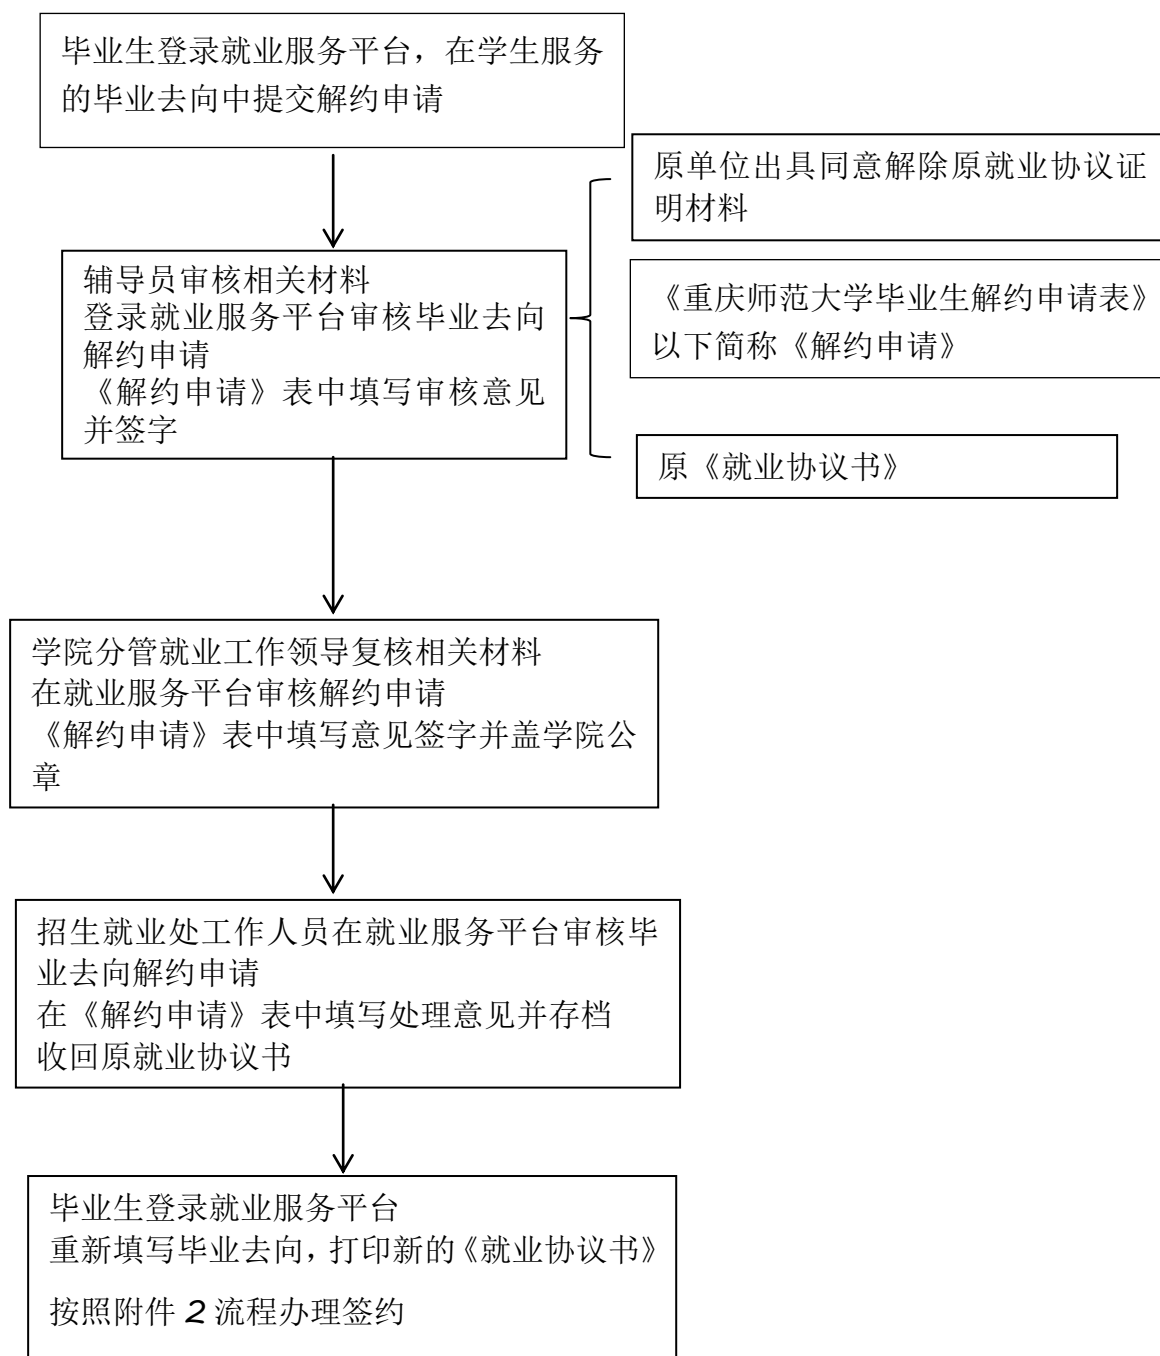 毕业生登录就业服务平台，在学生服务
的毕业去向中提交解约申请
原单位出具同意解除原就业协议证
明材料
辅导员审核相关材料
登录就业服务平台审核毕业去向
解约申请
《解约申请》表中填写审核意见
并签字
《重庆师范大学毕业生解约申请表》
以下简称《解约申请》
原《就业协议书》
学院分管就业工作领导复核相关材料
在就业服务平台审核解约申请
《解约申请》表中填写意见签字并盖学院公
章
招生就业处工作人员在就业服务平台审核毕
业去向解约申请
在《解约申请》表中填写处理意见并存档
收回原就业协议书
毕业生登录就业服务平台
重新填写毕业去向，打印新的《就业协议书》
按照附件 2 流程办理签约